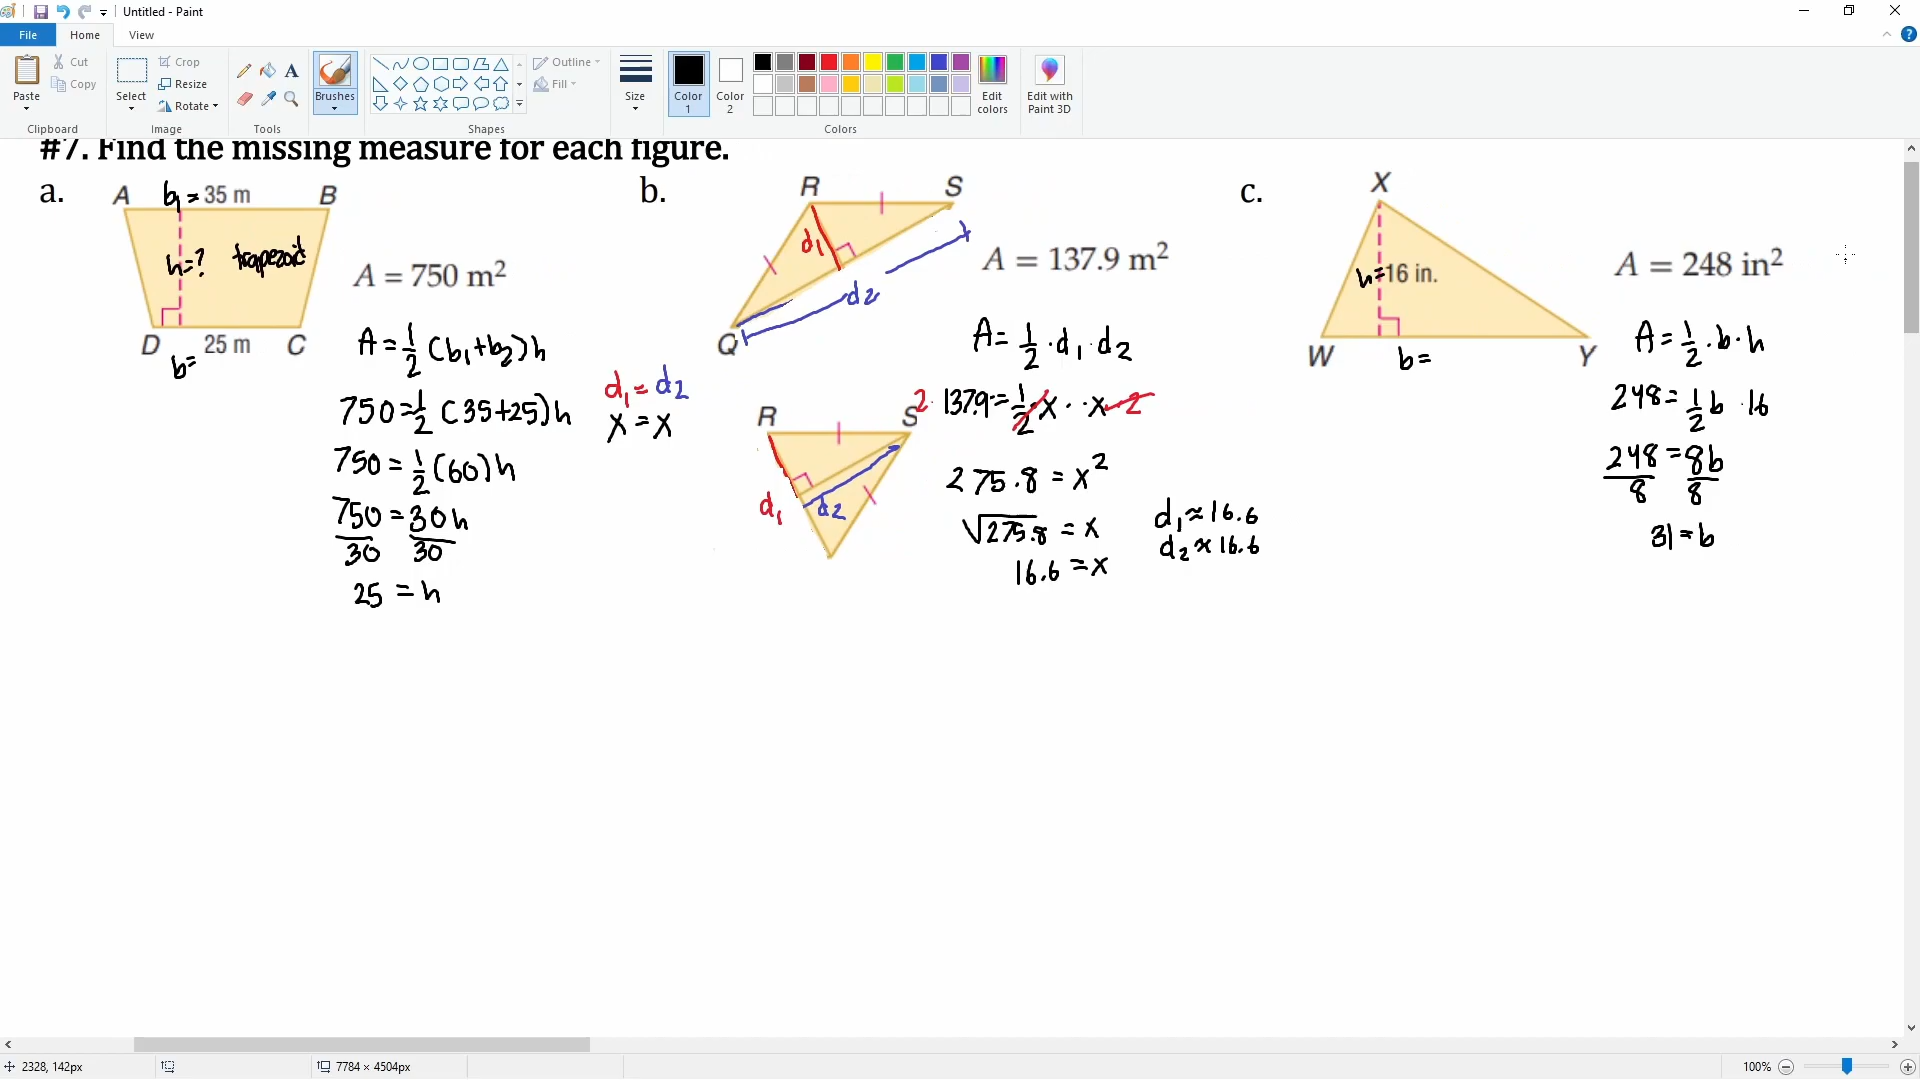 Untitled - Paint
File Home View
Paste Cut Copy Clipboard
Select Crop Resize Rotate Image
Tools
Brushes
Shapes Outline Fill
Size
Color 1 Color 2 Edit colors Edit with Paint 3D Colors
#7. Find the missing measure for each figure.
a.
A b₁ = 35 m B
h=? trapezoid
D 25 m C
b=
A = 750 m²
A = 1/2 (b₁+b₂)h
750 = 1/2 (35+25)h
750 = 1/2 (60)h
750 = 30h
30 30
25 = h
b.
R S
d₁
d₂
Q
A = 137.9 m²
d₁ = d₂
x = x
R S
d₁ d₂
A = 1/2 · d₁ · d₂
2· 137.9 = 1/2 x · · x · 2
275.8 = x²
√275.8 = x
16.6 = x
d₁ ≈ 16.6
d₂ ≈ 16.6
c.
X
h=16 in.
W Y
b=
A = 248 in²
A = 1/2 · b · h
248 = 1/2 b · 16
248 = 8b
8 8
31 = b
2328, 142px 7784 × 4504px 100%